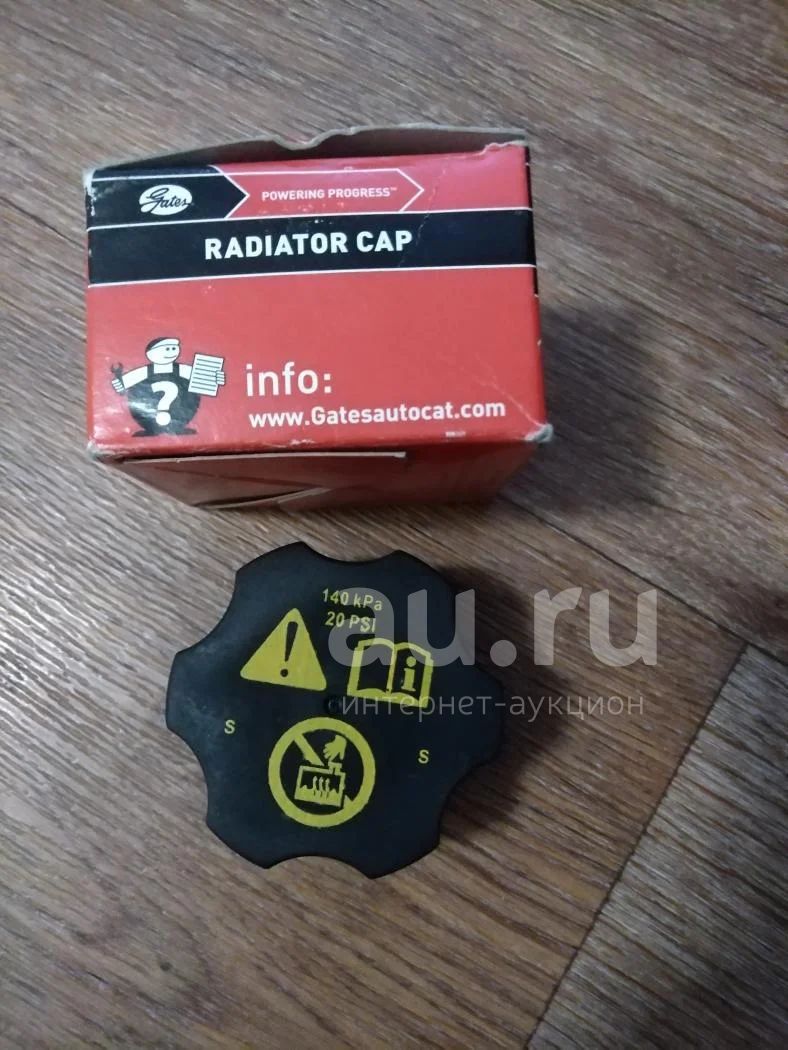 Gates
POWERING PROGRESS™
RADIATOR CAP
?
info:
www.Gatesautocat.com
140 kPa
20 PSI
!
i
S
S
au.ru
интернет-аукцион